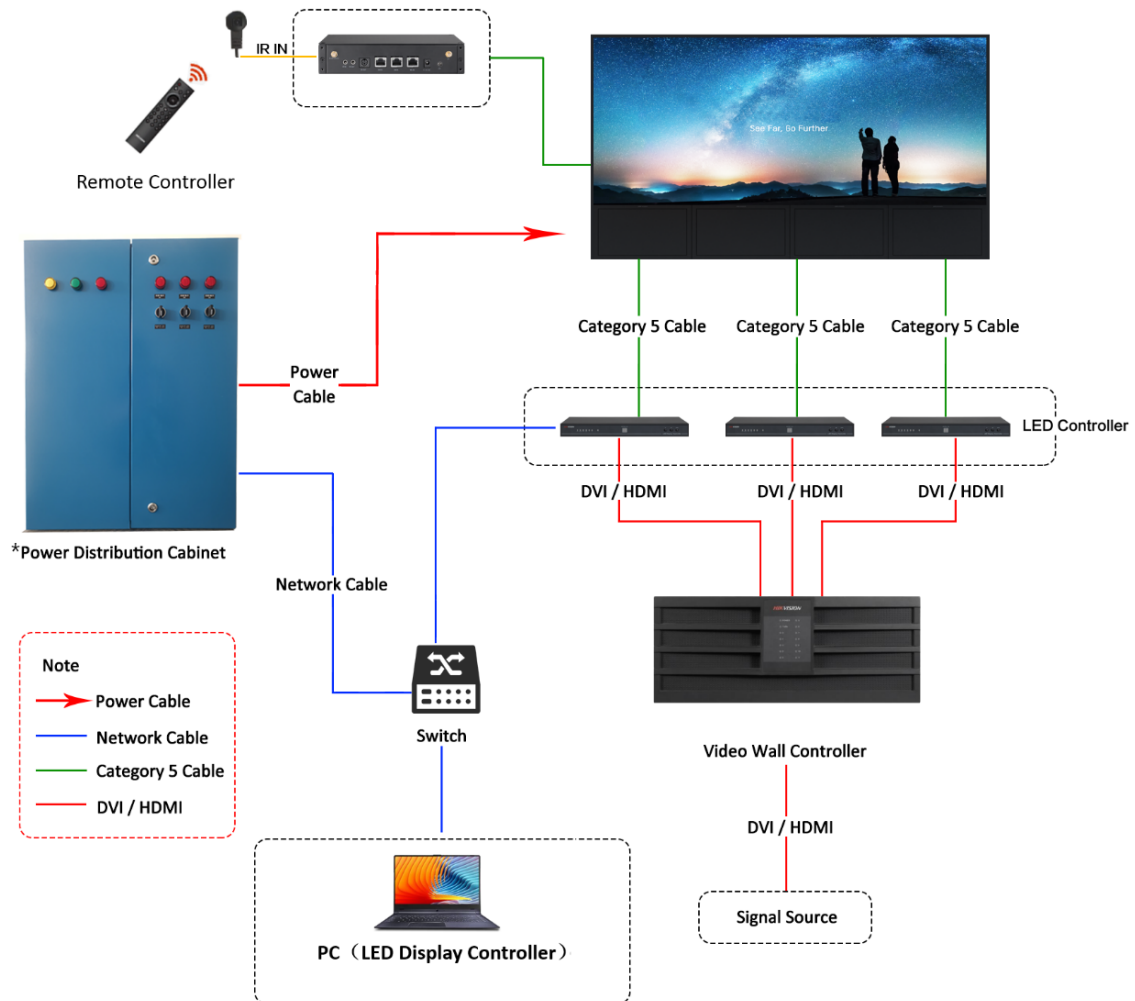 IR IN
See Far, Go Further
Remote Controller
Category 5 Cable
Category 5 Cable
Category 5 Cable
Power
Cable
LED Controller
DVI / HDMI
DVI / HDMI
DVI / HDMI
*Power Distribution Cabinet
Network Cable
HIKVISION
Note
Power Cable
Network Cable
Category 5 Cable
DVI / HDMI
Switch
Video Wall Controller
DVI / HDMI
Signal Source
PC（LED Display Controller）